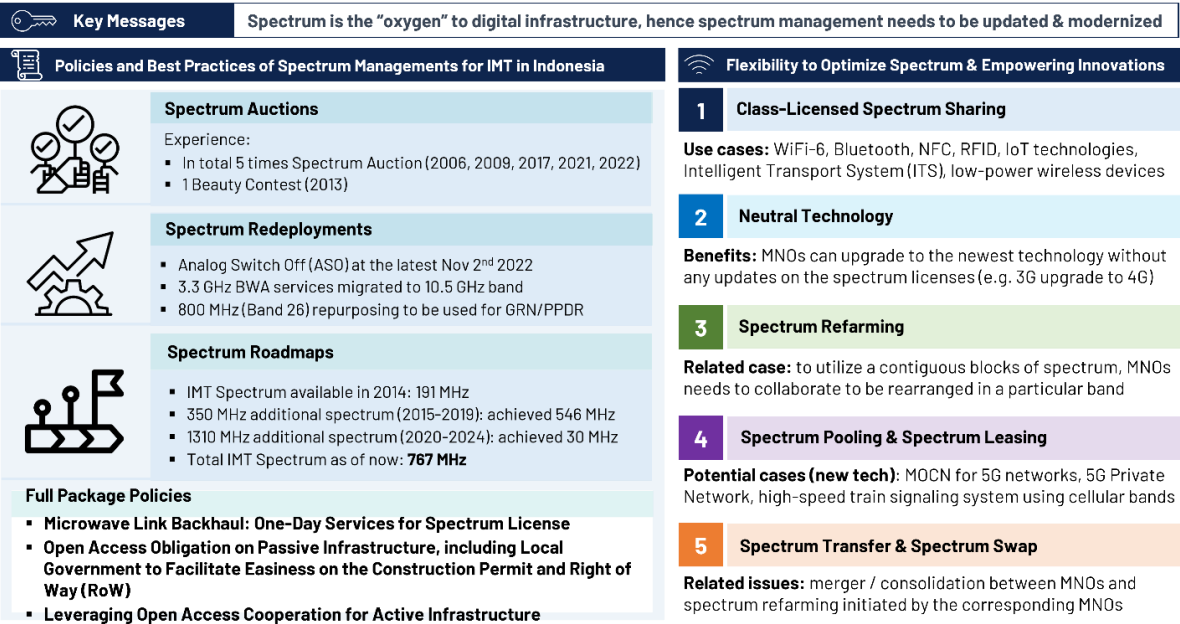 Key Messages
Spectrum is the “oxygen” to digital infrastructure, hence spectrum management needs to be updated & modernized
Policies and Best Practices of Spectrum Managements for IMT in Indonesia
Spectrum Auctions
Experience:
▪ In total 5 times Spectrum Auction (2006, 2009, 2017, 2021, 2022)
▪ 1 Beauty Contest (2013)
Spectrum Redeployments
▪ Analog Switch Off (ASO) at the latest Nov 2nd 2022
▪ 3.3 GHz BWA services migrated to 10.5 GHz band
▪ 800 MHz (Band 26) repurposing to be used for GRN/PPDR
Spectrum Roadmaps
▪ IMT Spectrum available in 2014: 191 MHz
▪ 350 MHz additional spectrum (2015-2019): achieved 546 MHz
▪ 1310 MHz additional spectrum (2020-2024): achieved 30 MHz
▪ Total IMT Spectrum as of now: 767 MHz
Full Package Policies
▪ Microwave Link Backhaul: One-Day Services for Spectrum License
▪ Open Access Obligation on Passive Infrastructure, including Local
Government to Facilitate Easiness on the Construction Permit and Right of
Way (RoW)
▪ Leveraging Open Access Cooperation for Active Infrastructure
Flexibility to Optimize Spectrum & Empowering Innovations
1 Class-Licensed Spectrum Sharing
Use cases: WiFi-6, Bluetooth, NFC, RFID, IoT technologies,
Intelligent Transport System (ITS), low-power wireless devices
2 Neutral Technology
Benefits: MNOs can upgrade to the newest technology without
any updates on the spectrum licenses (e.g. 3G upgrade to 4G)
3 Spectrum Refarming
Related case: to utilize a contiguous blocks of spectrum, MNOs
needs to collaborate to be rearranged in a particular band
4 Spectrum Pooling & Spectrum Leasing
Potential cases (new tech): MOCN for 5G networks, 5G Private
Network, high-speed train signaling system using cellular bands
5 Spectrum Transfer & Spectrum Swap
Related issues: merger / consolidation between MNOs and
spectrum refarming initiated by the corresponding MNOs